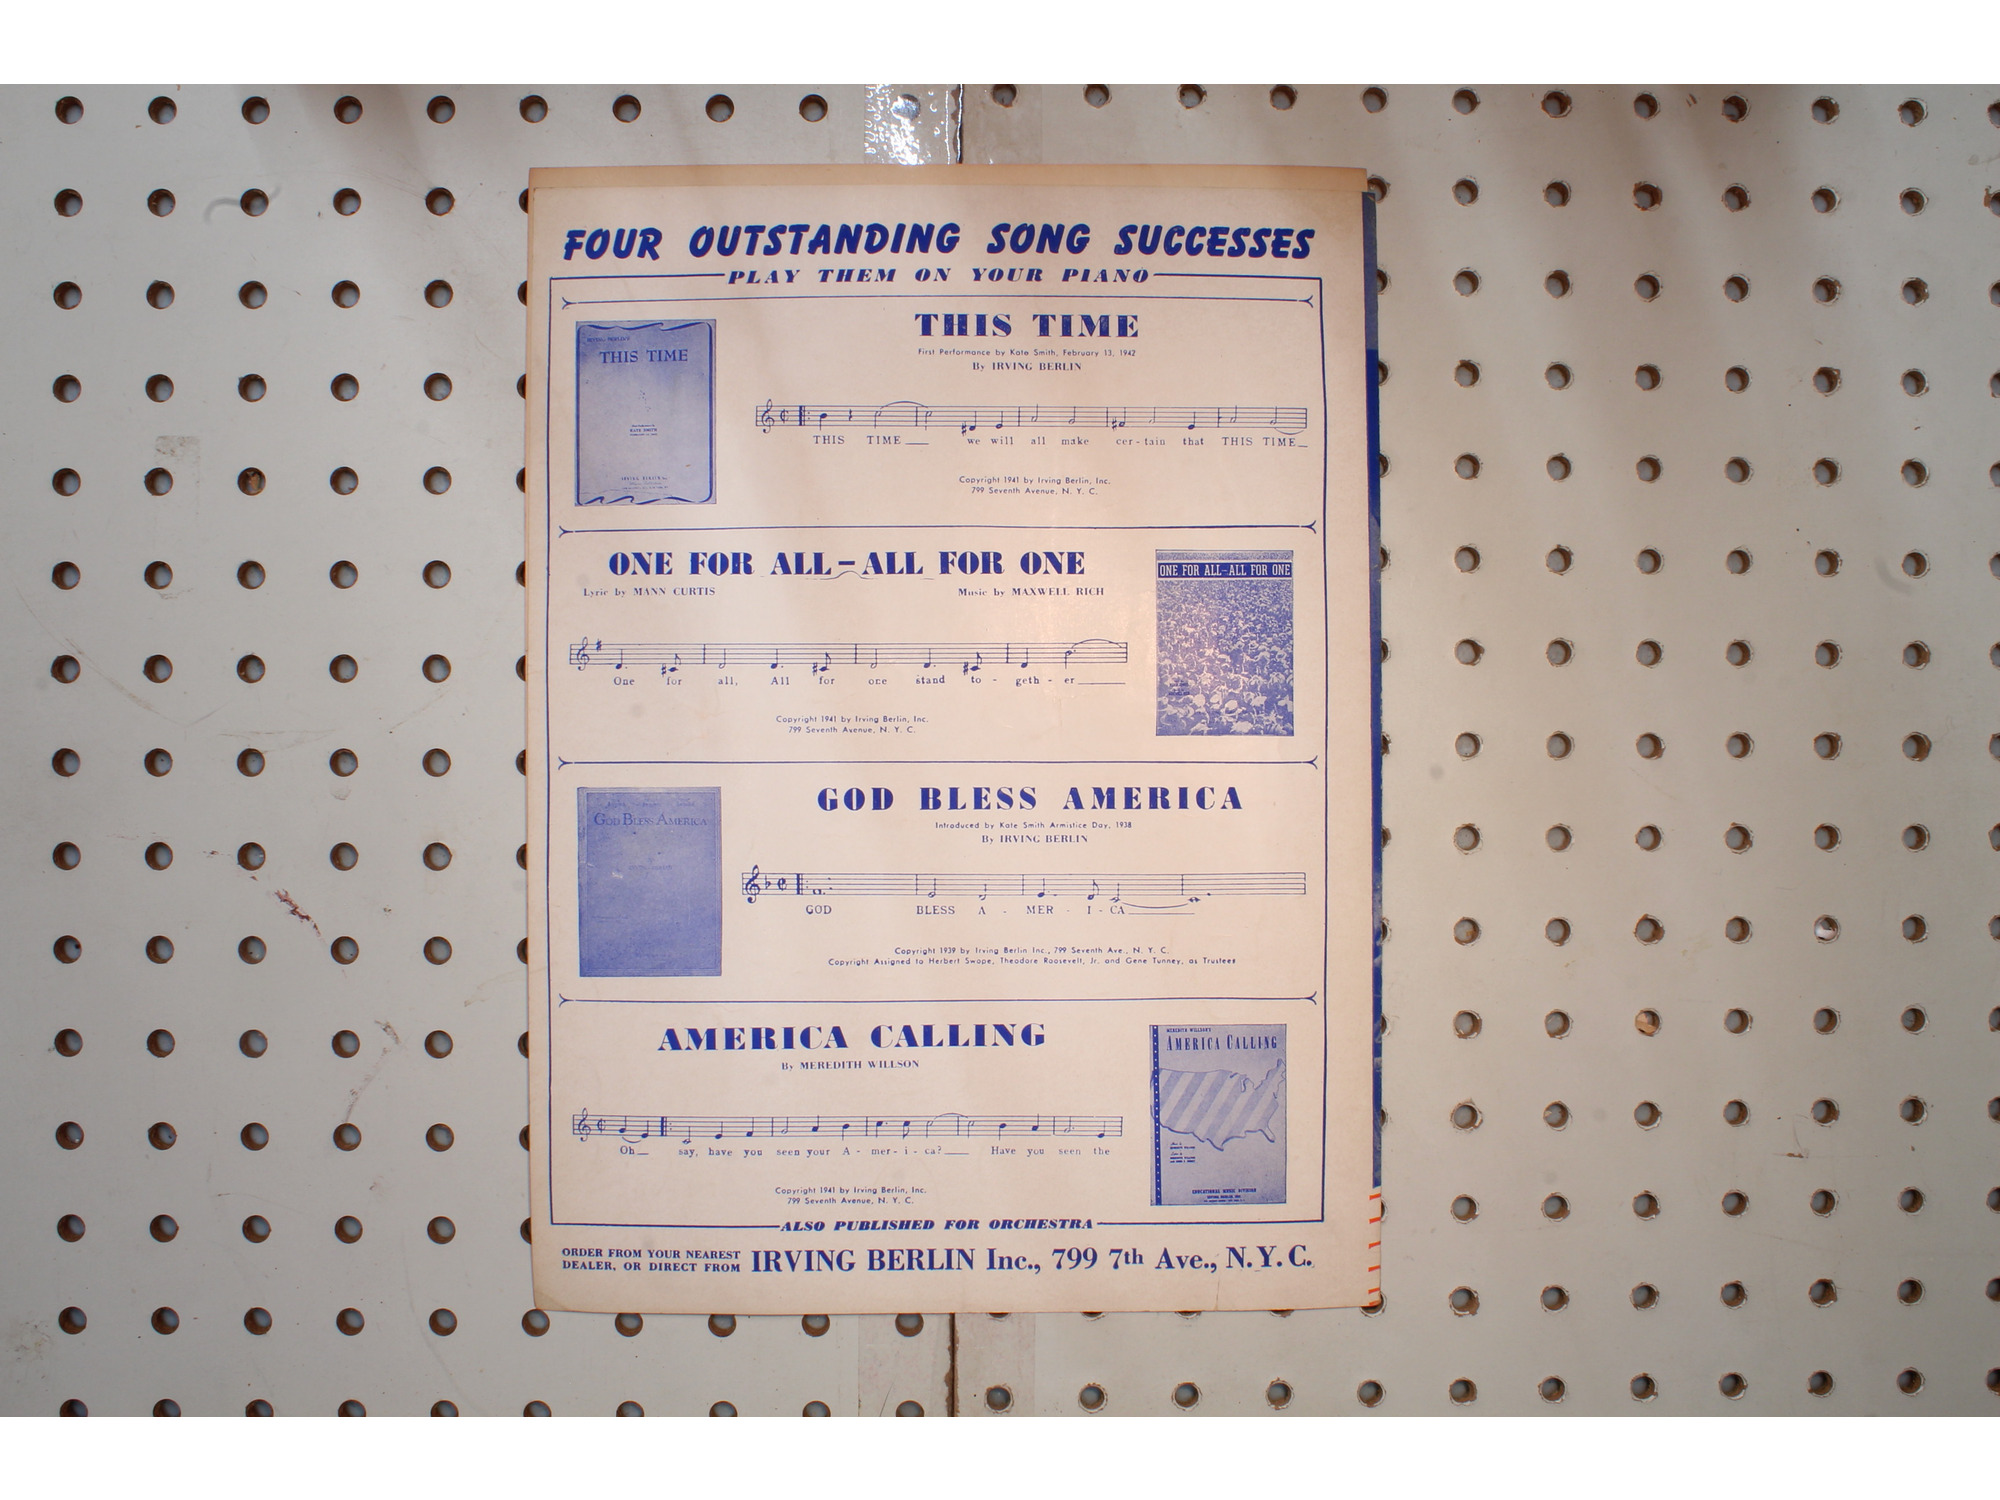 FOUR OUTSTANDING SONG SUCCESSES
PLAY THEM ON YOUR PIANO
THIS TIME
THIS TIME
First Performance by Kate Smith, February 13, 1942
By IRVING BERLIN
THIS TIME we will all make cer - tain that THIS TIME
Copyright 1941 by Irving Berlin, Inc.
799 Seventh Avenue, N. Y. C.
ONE FOR ALL – ALL FOR ONE
Lyric by MANN CURTIS Music by MAXWELL RICH
ONE FOR ALL–ALL FOR ONE
One for all, All for one stand to - geth - er
Copyright 1941 by Irving Berlin, Inc.
799 Seventh Avenue, N. Y. C.
GOD BLESS AMERICA
GOD BLESS AMERICA
Introduced by Kate Smith Armistice Day, 1938
By IRVING BERLIN
GOD BLESS A - MER - I - CA
Copyright 1939 by Irving Berlin Inc., 799 Seventh Ave., N. Y. C.
Copyright Assigned to Herbert Swope, Theodore Roosevelt, Jr. and Gene Tunney, as Trustees
AMERICA CALLING
By MEREDITH WILLSON
MEREDITH WILLSON'S
AMERICA CALLING
EDUCATIONAL MUSIC DIVISION
Oh say, have you seen your A - mer - i - ca? Have you seen the
Copyright 1941 by Irving Berlin, Inc.
799 Seventh Avenue, N. Y. C.
ALSO PUBLISHED FOR ORCHESTRA
ORDER FROM YOUR NEAREST
DEALER, OR DIRECT FROM
IRVING BERLIN Inc., 799 7th Ave., N.Y.C.